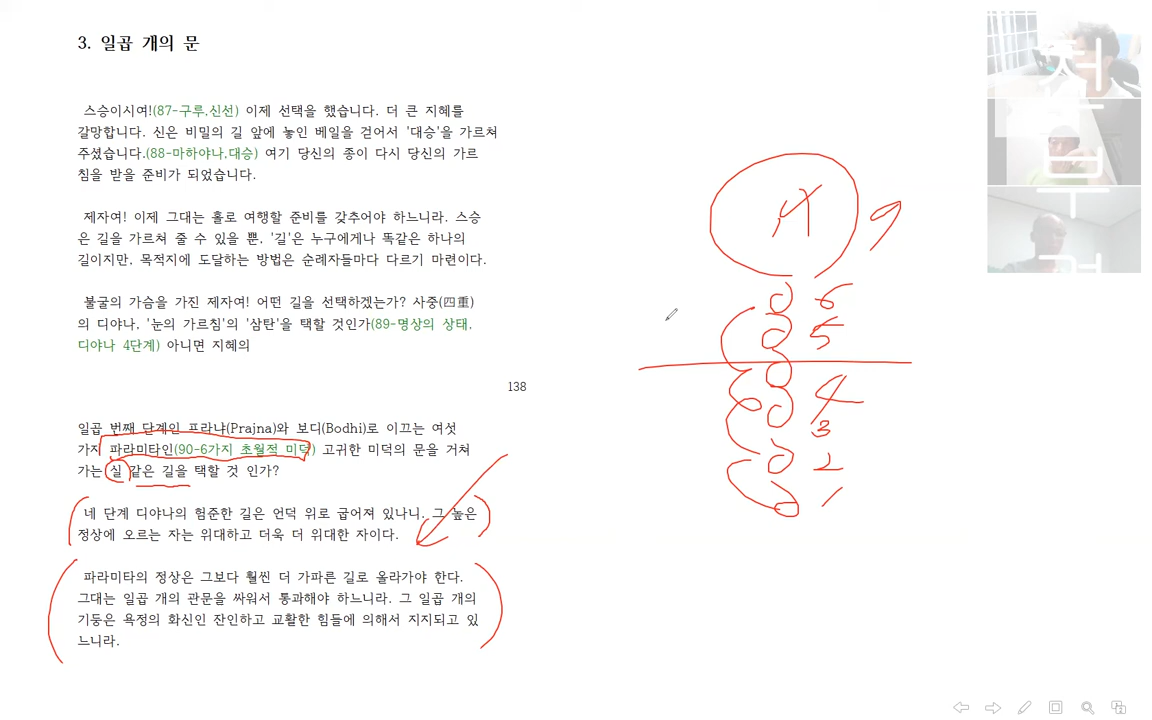 3. 일곱 개의 문
스승이시여!(87-구루,신선) 이제 선택을 했습니다. 더 큰 지혜를
갈망합니다. 신은 비밀의 길 앞에 놓인 베일을 걷어서 '대승'을 가르쳐
주셨습니다.(88-마하야나,대승) 여기 당신의 종이 다시 당신의 가르
침을 받을 준비가 되었습니다.
제자여! 이제 그대는 홀로 여행할 준비를 갖추어야 하느니라. 스승
은 길을 가르쳐 줄 수 있을 뿐, '길'은 누구에게나 똑같은 하나의
길이지만, 목적지에 도달하는 방법은 순례자들마다 다르기 마련이다.
불굴의 가슴을 가진 제자여! 어떤 길을 선택하겠는가? 사중(四重)
의 디야나, '눈의 가르침'의 '삼탄'을 택할 것인가(89-명상의 상태,
디야나 4단계) 아니면 지혜의
138
일곱 번째 단계인 프라냐(Prajna)와 보디(Bodhi)로 이끄는 여섯
가지 파라미타인(90-6가지 초월적 미덕) 고귀한 미덕의 문을 거쳐
가는 실 같은 길을 택할 것 인가?
네 단계 디야나의 험준한 길은 언덕 위로 굽어져 있나니. 그 높은
정상에 오르는 자는 위대하고 더욱 더 위대한 자이다.
파라미타의 정상은 그보다 훨씬 더 가파른 길로 올라가야 한다.
그대는 일곱 개의 관문을 싸워서 통과해야 하느니라. 그 일곱 개의
기둥은 욕정의 화신인 잔인하고 교활한 힘들에 의해서 지지되고 있
느니라.
6
5
4
3
2
1